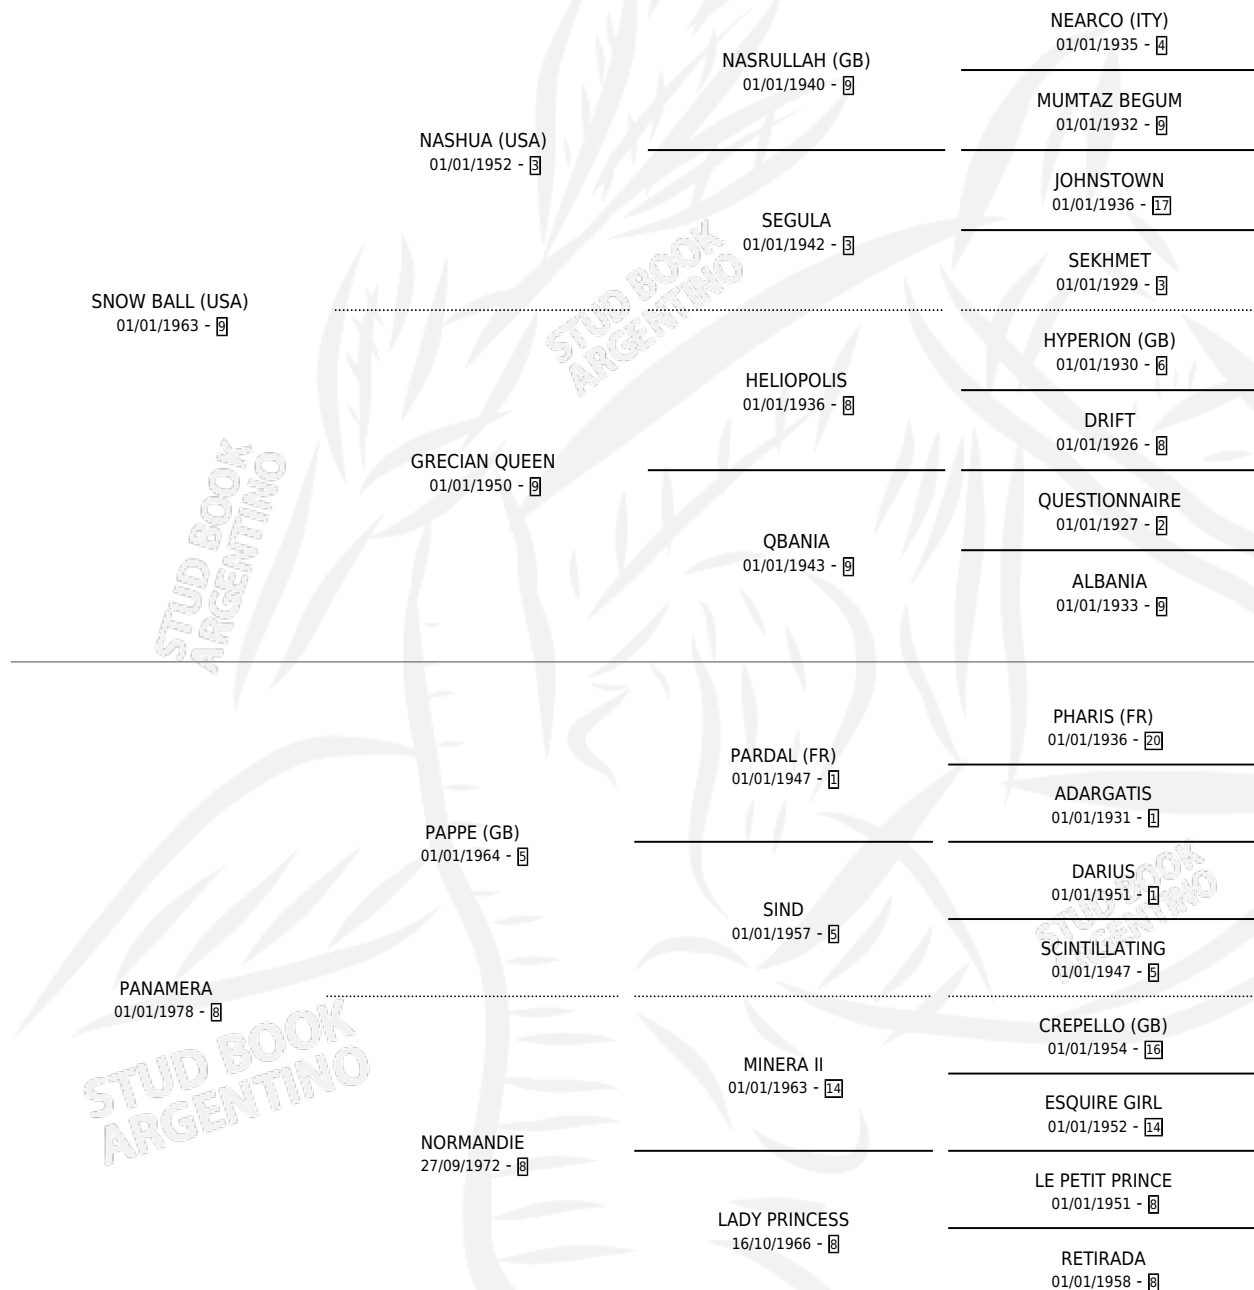 NEARCO (ITY)
01/01/1935 - 4
NASRULLAH (GB)
01/01/1940 - 9
MUMTAZ BEGUM
01/01/1932 - 9
NASHUA (USA)
01/01/1952 - 3
JOHNSTOWN
01/01/1936 - 17
SEGULA
01/01/1942 - 3
SEKHMET
01/01/1929 - 3
SNOW BALL (USA)
01/01/1963 - 9
HYPERION (GB)
01/01/1930 - 6
HELIOPOLIS
01/01/1936 - 8
DRIFT
01/01/1926 - 8
GRECIAN QUEEN
01/01/1950 - 9
QUESTIONNAIRE
01/01/1927 - 2
QBANIA
01/01/1943 - 9
ALBANIA
01/01/1933 - 9
PHARIS (FR)
01/01/1936 - 20
PARDAL (FR)
01/01/1947 - 1
ADARGATIS
01/01/1931 - 1
PAPPE (GB)
01/01/1964 - 5
DARIUS
01/01/1951 - 1
SIND
01/01/1957 - 5
SCINTILLATING
01/01/1947 - 5
PANAMERA
01/01/1978 - 8
CREPELLO (GB)
01/01/1954 - 16
MINERA II
01/01/1963 - 14
ESQUIRE GIRL
01/01/1952 - 14
NORMANDIE
27/09/1972 - 8
LE PETIT PRINCE
01/01/1951 - 8
LADY PRINCESS
16/10/1966 - 8
RETIRADA
01/01/1958 - 8
STUD BOOK
ARGENTINO
STUD BOOK
ARGENTINO
STUD BOOK
ARGENTINO
STUD BOOK
ARGENTINO